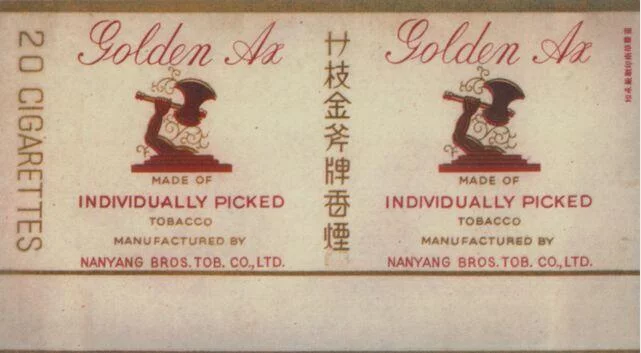 20 CIGARETTES
Golden Ax
MADE OF
INDIVIDUALLY PICKED
TOBACCO
MANUFACTURED BY
NANYANG BROS. TOB. CO., LTD.
廿枝金斧牌香煙
Golden Ax
MADE OF
INDIVIDUALLY PICKED
TOBACCO
MANUFACTURED BY
NANYANG BROS. TOB. CO., LTD.